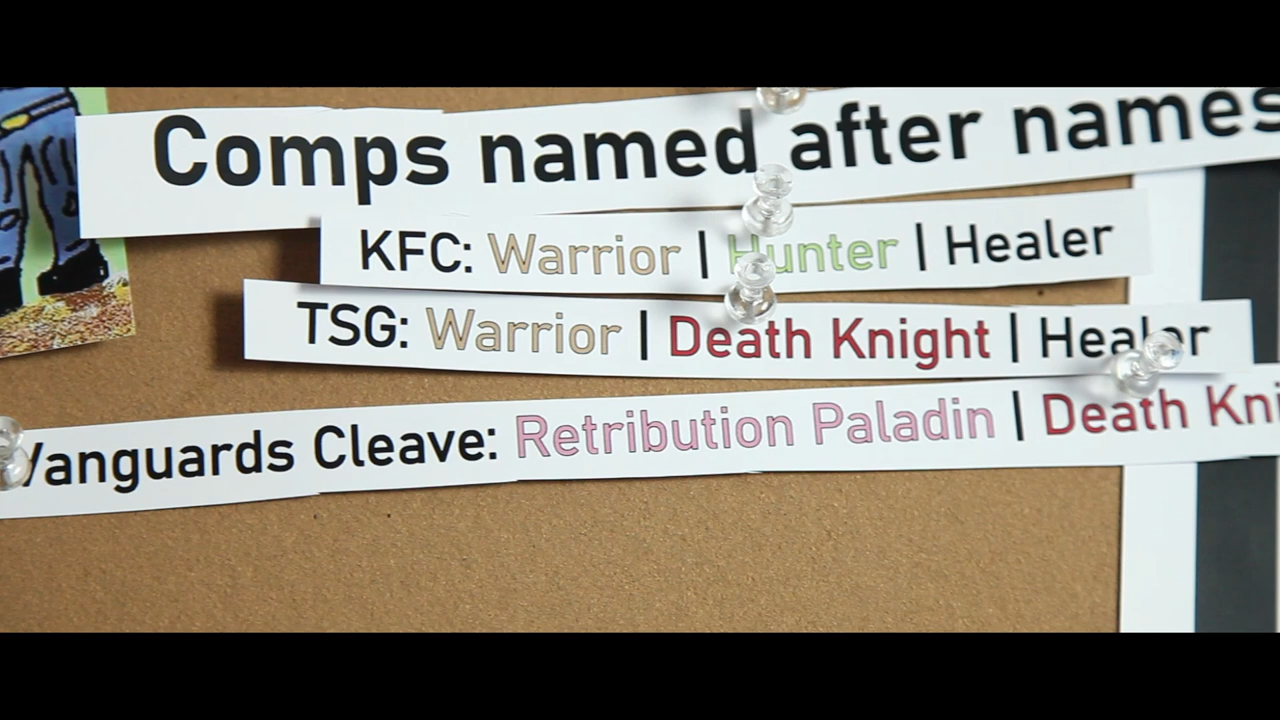 Comps named after names
KFC: Warrior | Hunter | Healer
TSG: Warrior | Death Knight | Healer
Vanguards Cleave: Retribution Paladin | Death Kni